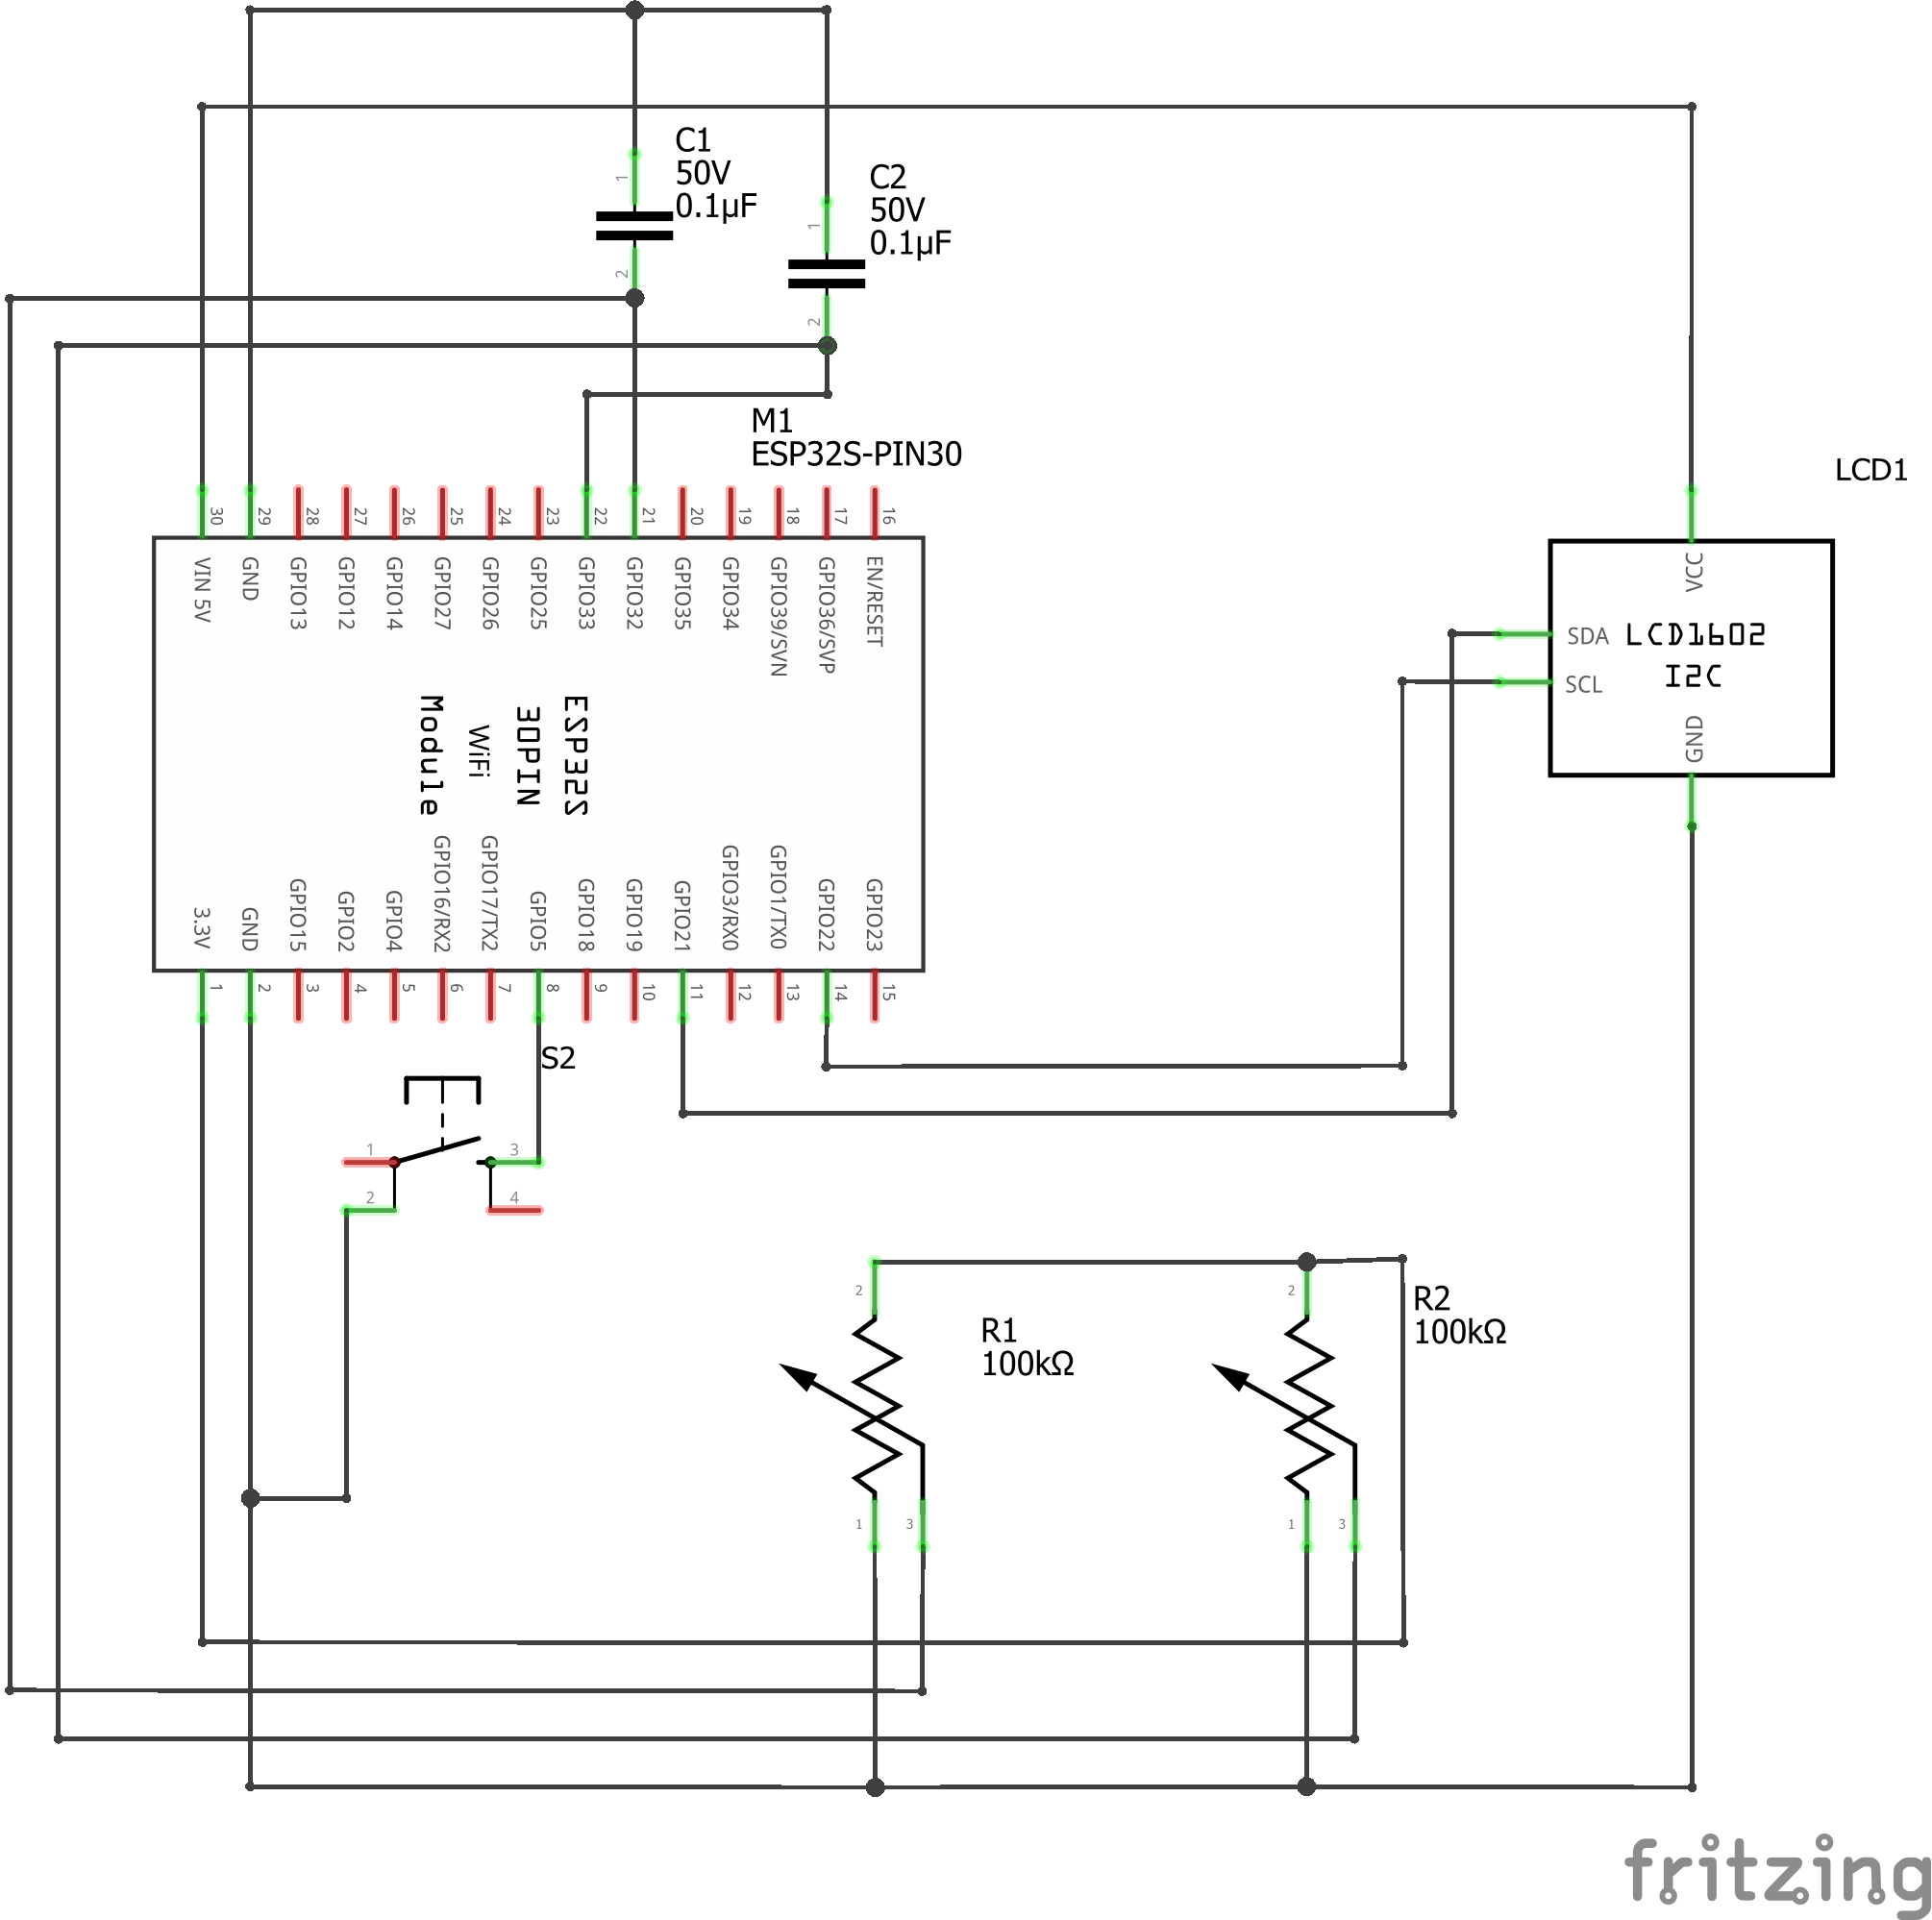 C1
50V
0.1µF
C2
50V
0.1µF
1
2
1
2
M1
ESP32S-PIN30
LCD1
30
29
28
27
26
25
24
23
22
21
20
19
18
17
16
VIN 5V
GND
GPIO13
GPIO12
GPIO14
GPIO27
GPIO26
GPIO25
GPIO33
GPIO32
GPIO35
GPIO34
GPIO39/SVN
GPIO36/SVP
EN/RESET
ESP32S
30PIN
WiFi
Module
VCC
SDA
LCD1602
I2C
SCL
GND
3.3V
GND
GPIO15
GPIO2
GPIO4
GPIO16/RX2
GPIO17/TX2
GPIO5
GPIO18
GPIO19
GPIO21
GPIO3/RX0
GPIO1/TX0
GPIO22
GPIO23
1
2
3
4
5
6
7
8
9
10
11
12
13
14
15
S2
1
3
2
4
2
2
R1
100kΩ
R2
100kΩ
1
3
1
3
fritzing